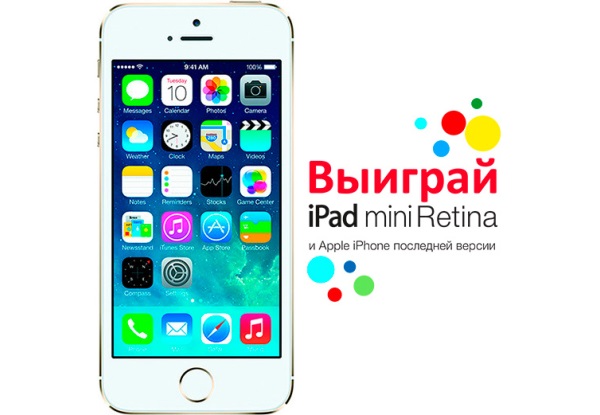 9:41 AM
100%
Tuesday
10
Messages
Calendar
Photos
Camera
Weather
Clock
Maps
Videos
Notes
Reminders
Stocks
Game Center
Newsstand
iTunes Store
App Store
Passbook
Compass
Settings
Выиграй
iPad mini Retina
и Apple iPhone последней версии